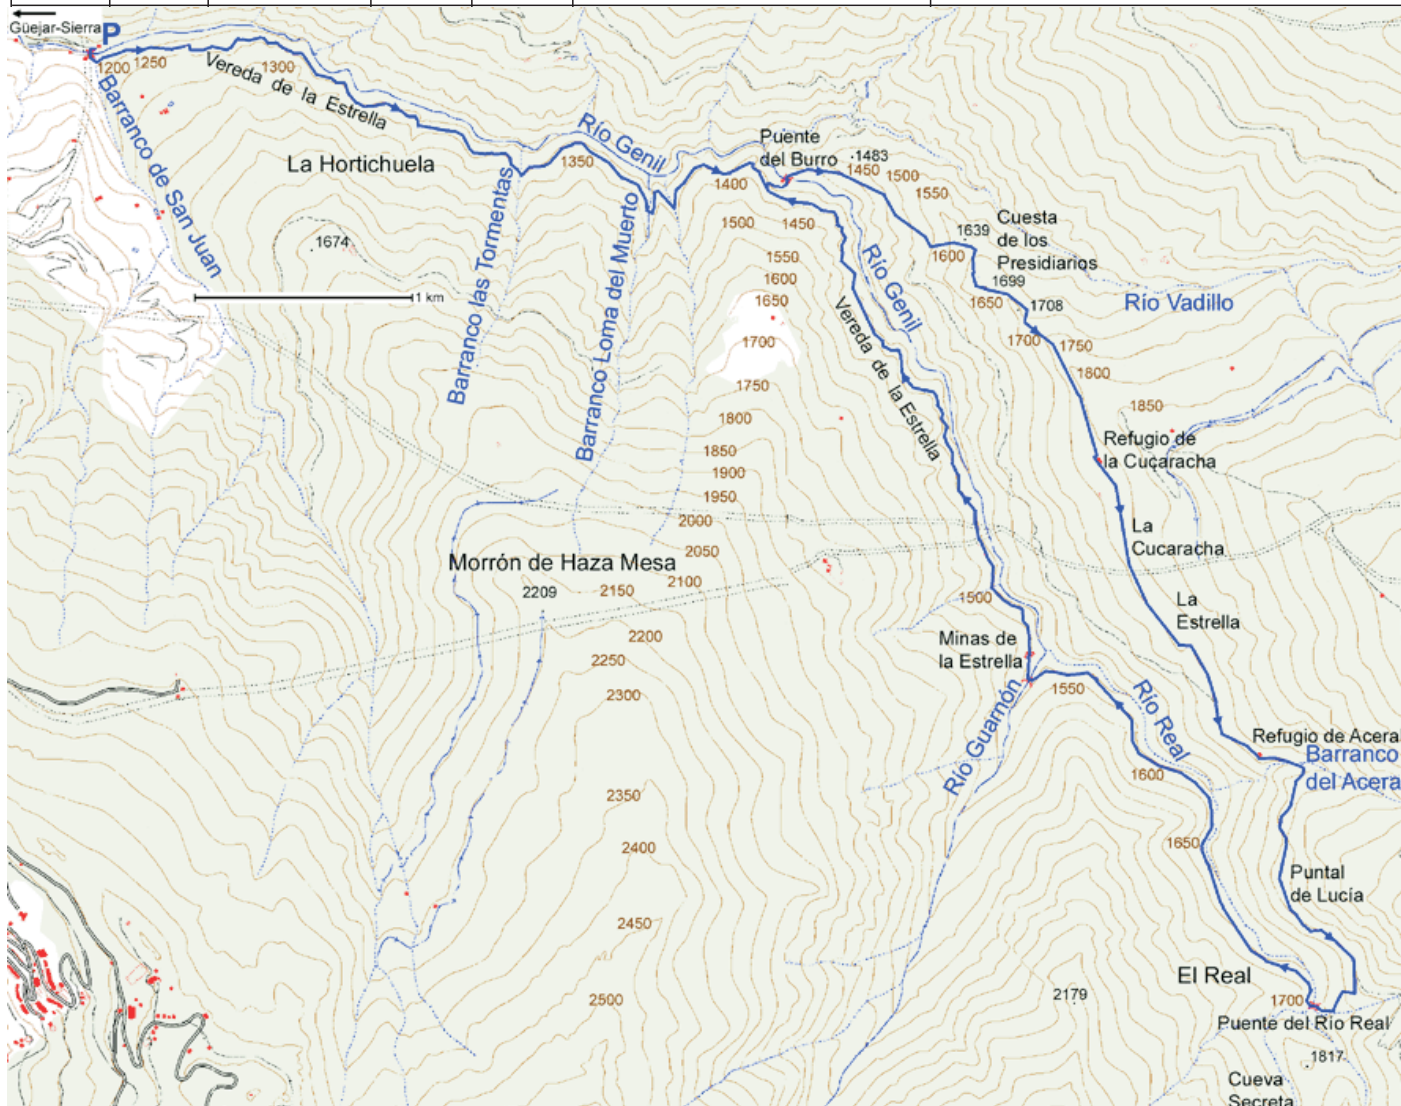 Güejar-Sierra
P
1200
1250
1300
Vereda de la Estrella
Barranco de San Juan
La Hortichuela
1674
1 km
Barranco las Tormentas
1350
Río Genil
Barranco Loma del Muerto
1400
Puente
del Burro
1483
1450
1500
1550
1639
Cuesta
de los
Presidiarios
1600
1699
1650
1708
1700
1750
1800
1850
Río Vadillo
1500
1450
1550
1600
1650
1700
1750
1800
1850
1900
1950
2000
2050
2100
2150
2200
2250
2300
2350
2400
2450
2500
Río Genil
Vereda de la Estrella
Refugio de
la Cucaracha
La
Cucaracha
La
Estrella
Morrón de Haza Mesa
2209
1500
Minas de
la Estrella
1550
Río Guarnón
Río Real
1600
1650
Refugio de Aceral
Barranco
del Acera
Puntal
de Lucía
El Real
2179
1700
Puente del Río Real
1817
Cueva
Secreta